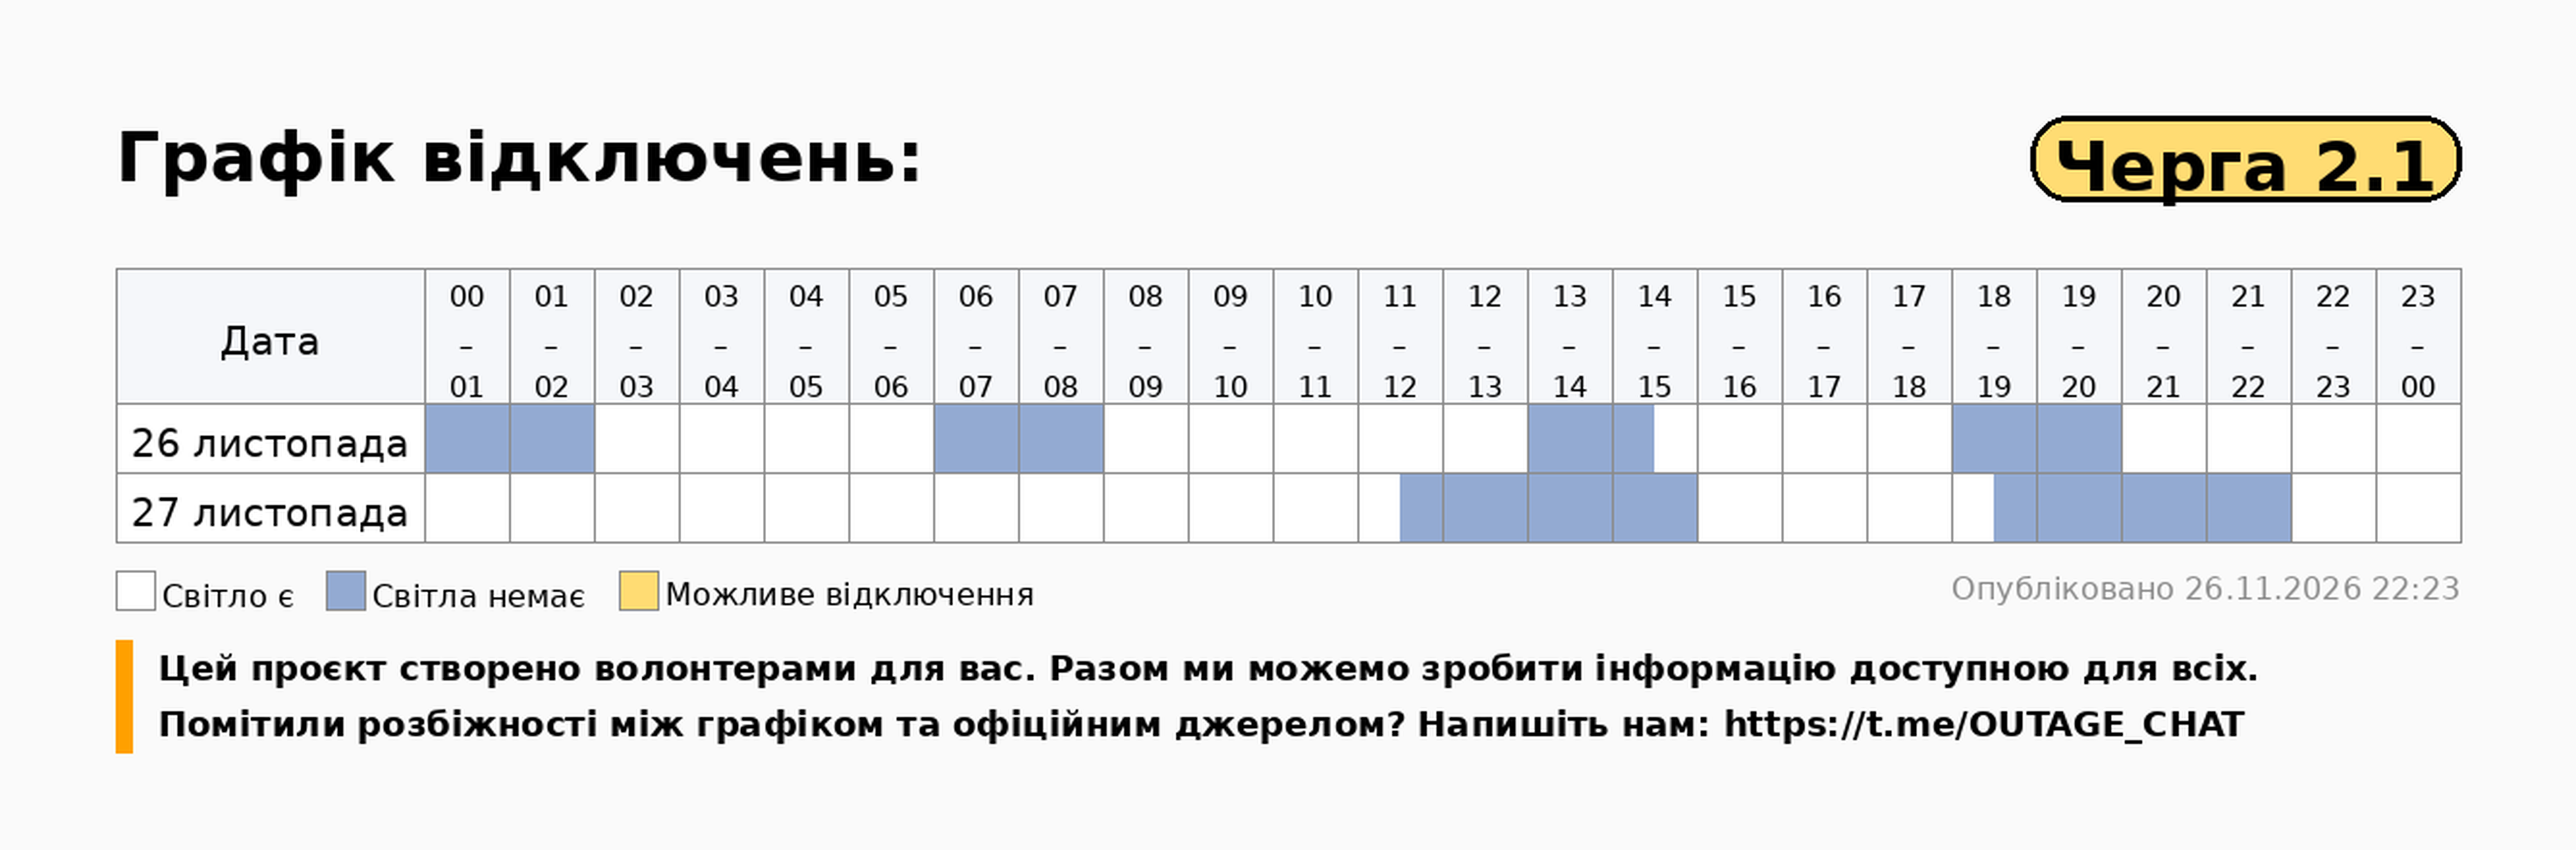 Графік відключень:
Черга 2.1
Дата
00 – 01
01 – 02
02 – 03
03 – 04
04 – 05
05 – 06
06 – 07
07 – 08
08 – 09
09 – 10
10 – 11
11 – 12
12 – 13
13 – 14
14 – 15
15 – 16
16 – 17
17 – 18
18 – 19
19 – 20
20 – 21
21 – 22
22 – 23
23 – 00
26 листопада
27 листопада
Світло є
Світла немає
Можливе відключення
Опубліковано 26.11.2026 22:23
Цей проєкт створено волонтерами для вас. Разом ми можемо зробити інформацію доступною для всіх.
Помітили розбіжності між графіком та офіційним джерелом? Напишіть нам: https://t.me/OUTAGE_CHAT